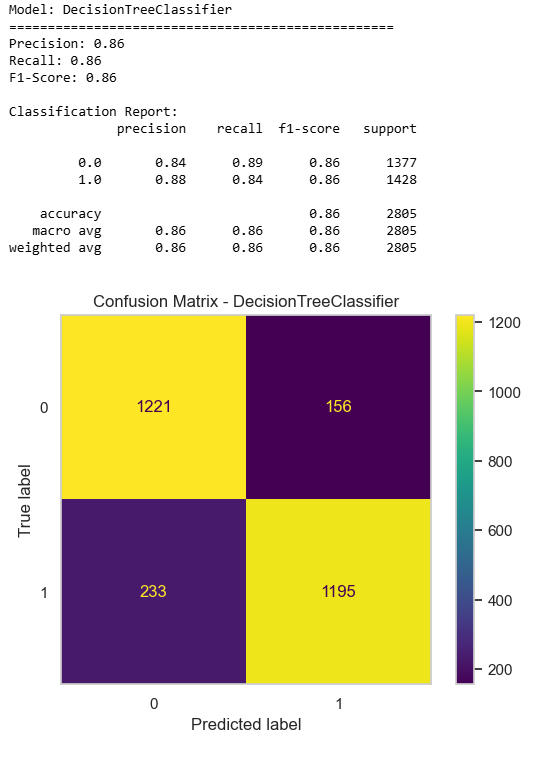 Model: DecisionTreeClassifier
==================================================
Precision: 0.86
Recall: 0.86
F1-Score: 0.86
Classification Report:
precision recall f1-score support
0.0 0.84 0.89 0.86 1377
1.0 0.88 0.84 0.86 1428
accuracy 0.86 2805
macro avg 0.86 0.86 0.86 2805
weighted avg 0.86 0.86 0.86 2805
Confusion Matrix - DecisionTreeClassifier
1200
1000
800
600
400
200
0
1221 156
1
233 1195
True label
0 1
Predicted label